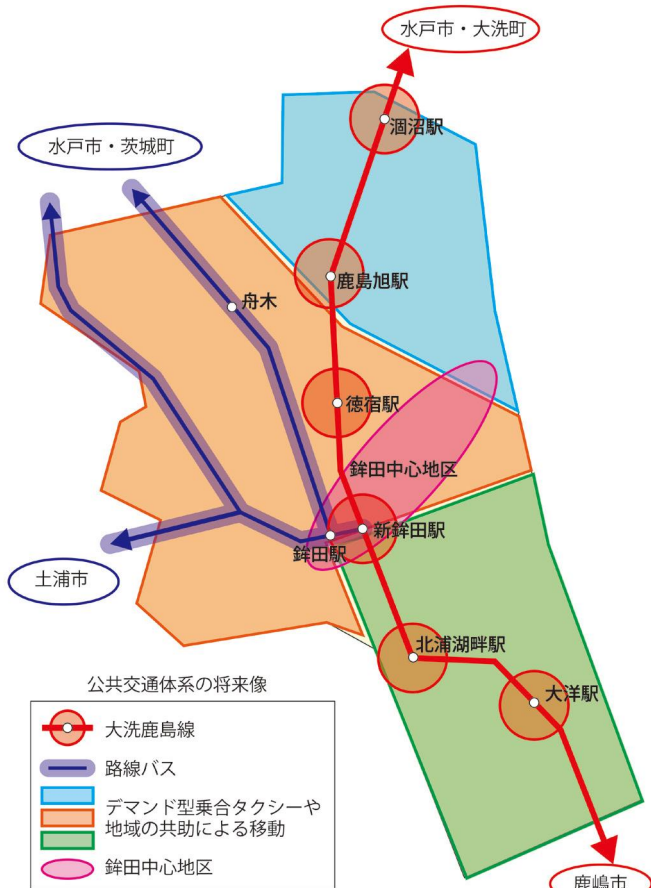 水戸市・大洗町
涸沼駅
水戸市・茨城町
鹿島旭駅
舟木
徳宿駅
鉾田中心地区
新鉾田駅
鉾田駅
土浦市
北浦湖畔駅
大洋駅
公共交通体系の将来像
大洗鹿島線
路線バス
デマンド型乗合タクシーや
地域の共助による移動
鉾田中心地区
鹿嶋市